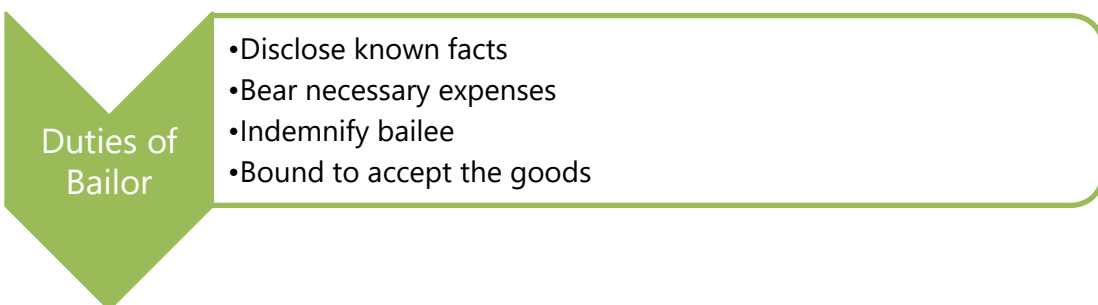 Duties of
Bailor
•Disclose known facts
•Bear necessary expenses
•Indemnify bailee
•Bound to accept the goods